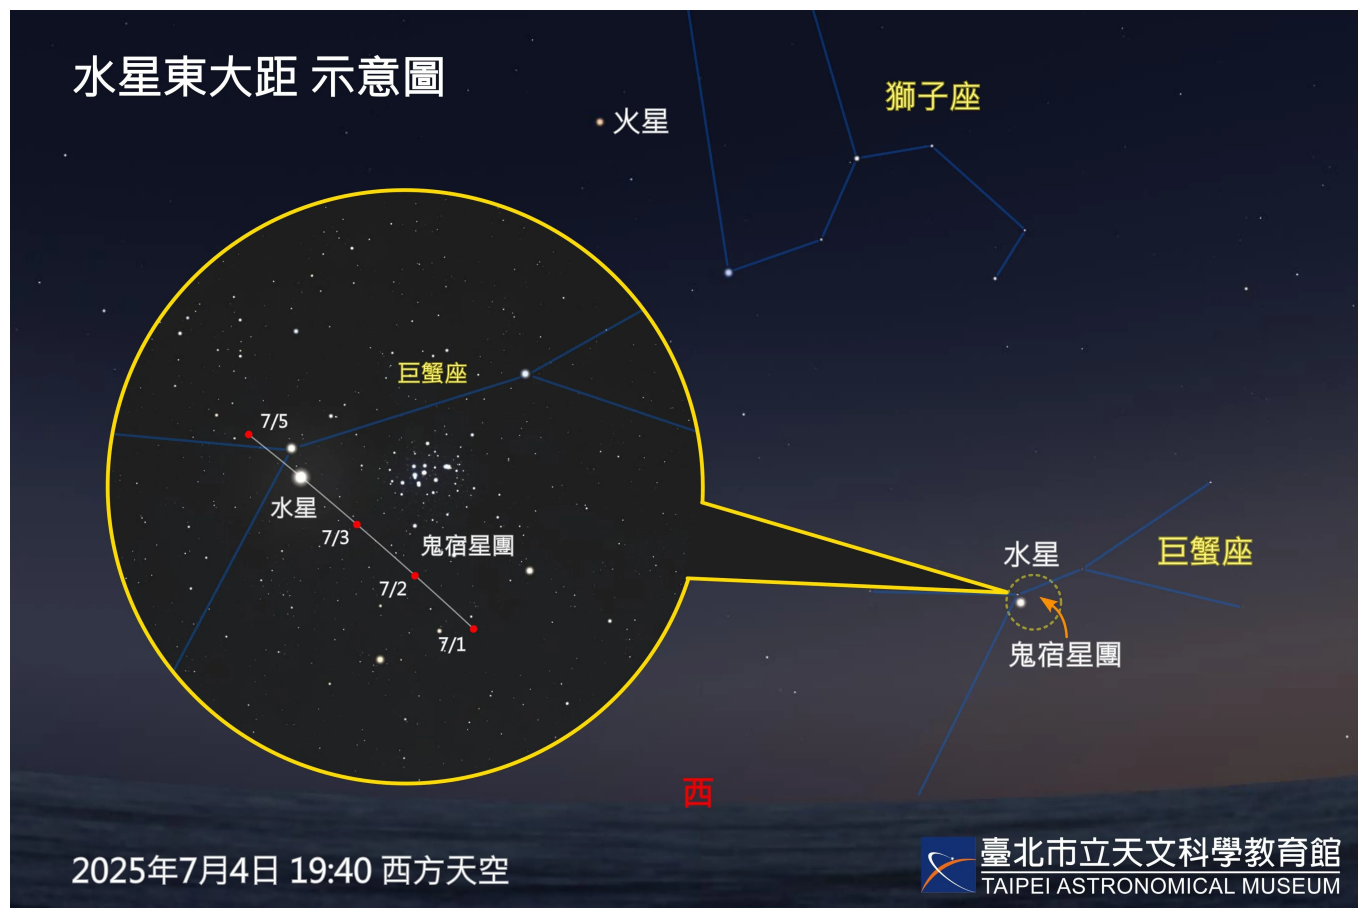 水星東大距 示意圖
火星
獅子座
巨蟹座
7/5
水星
7/3
鬼宿星團
7/2
7/1
水星
巨蟹座
鬼宿星團
西
2025年7月4日 19:40 西方天空
臺北市立天文科學教育館
TAIPEI ASTRONOMICAL MUSEUM